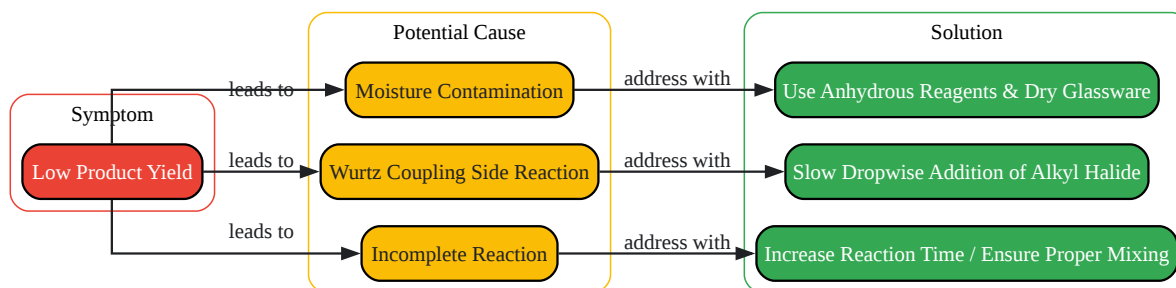 Symptom
Low Product Yield
leads to
leads to
leads to
Potential Cause
Moisture Contamination
Wurtz Coupling Side Reaction
Incomplete Reaction
address with
address with
address with
Solution
Use Anhydrous Reagents & Dry Glassware
Slow Dropwise Addition of Alkyl Halide
Increase Reaction Time / Ensure Proper Mixing